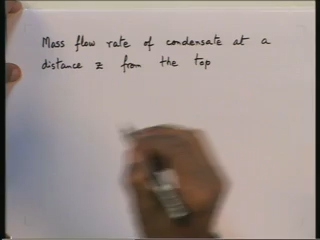 Mass flow rate of condensate at a
distance z from the top